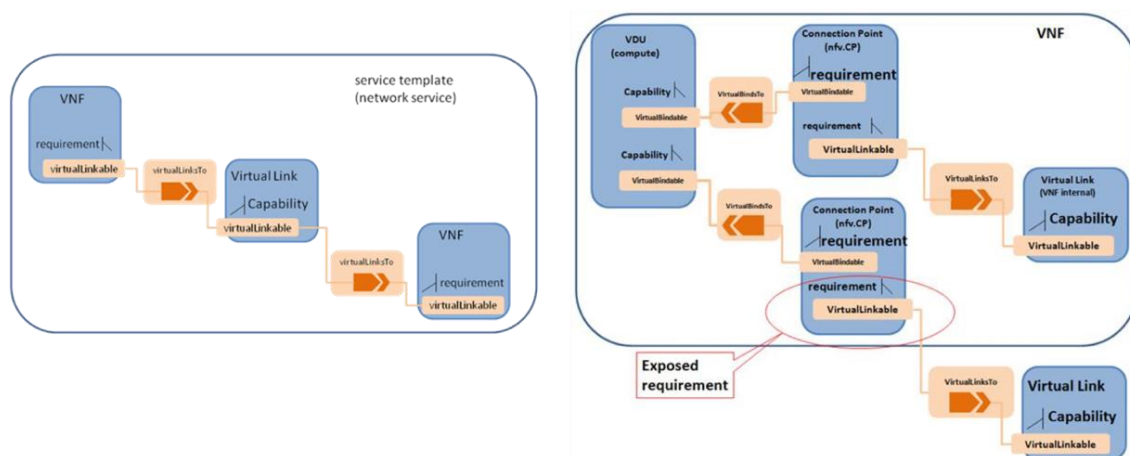 service template
(network service)
VNF
requirement
virtualLinkable
virtualLinksTo
Virtual Link
Capability
virtualLinkable
virtualLinksTo
VNF
requirement
virtualLinkable
VNF
VDU
(compute)
Capability
VirtualBindable
Capability
VirtualBindable
VirtualBindsTo
Connection Point
(nfv.CP)
requirement
VirtualBindable
requirement
VirtualLinkable
VirtualLinksTo
Virtual Link
(VNF internal)
Capability
VirtualLinkable
VirtualBindsTo
Connection Point
(nfv.CP)
requirement
VirtualBindable
requirement
VirtualLinkable
Exposed
requirement
VirtualLinksTo
Virtual Link
Capability
VirtualLinkable